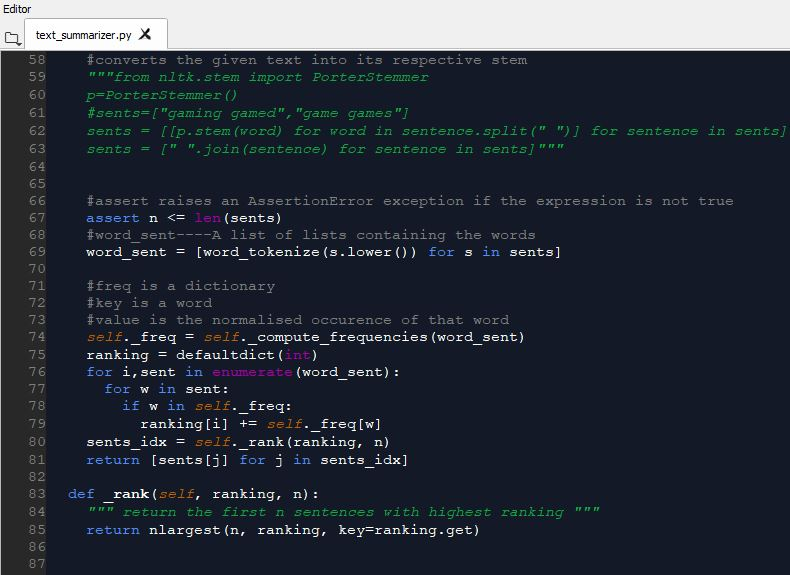 Editor
text_summarizer.py X
58 #converts the given text into its respective stem
59 """from nltk.stem import PorterStemmer
60 p=PorterStemmer()
61 #sents=["gaming gamed","game games"]
62 sents = [[p.stem(word) for word in sentence.split(" ")] for sentence in sents]
63 sents = [" ".join(sentence) for sentence in sents]"""
64
65
66 #assert raises an AssertionError exception if the expression is not true
67 assert n <= len(sents)
68 #word_sent----A list of lists containing the words
69 word_sent = [word_tokenize(s.lower()) for s in sents]
70
71 #freq is a dictionary
72 #key is a word
73 #value is the normalised occurence of that word
74 self._freq = self._compute_frequencies(word_sent)
75 ranking = defaultdict(int)
76 for i,sent in enumerate(word_sent):
77 for w in sent:
78 if w in self._freq:
79 ranking[i] += self._freq[w]
80 sents_idx = self._rank(ranking, n)
81 return [sents[j] for j in sents_idx]
82
83 def _rank(self, ranking, n):
84 """ return the first n sentences with highest ranking """
85 return nlargest(n, ranking, key=ranking.get)
86
87